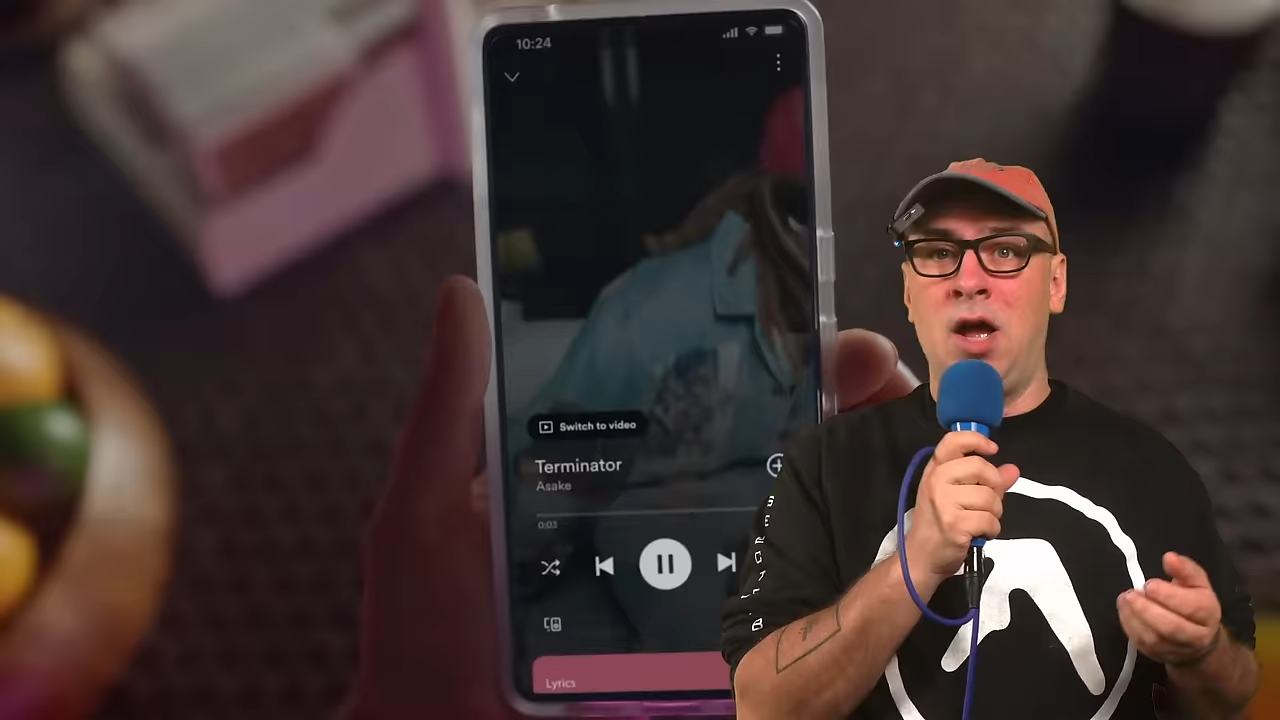 10:24
Switch to video
Terminator
Asake
0:03
Lyrics